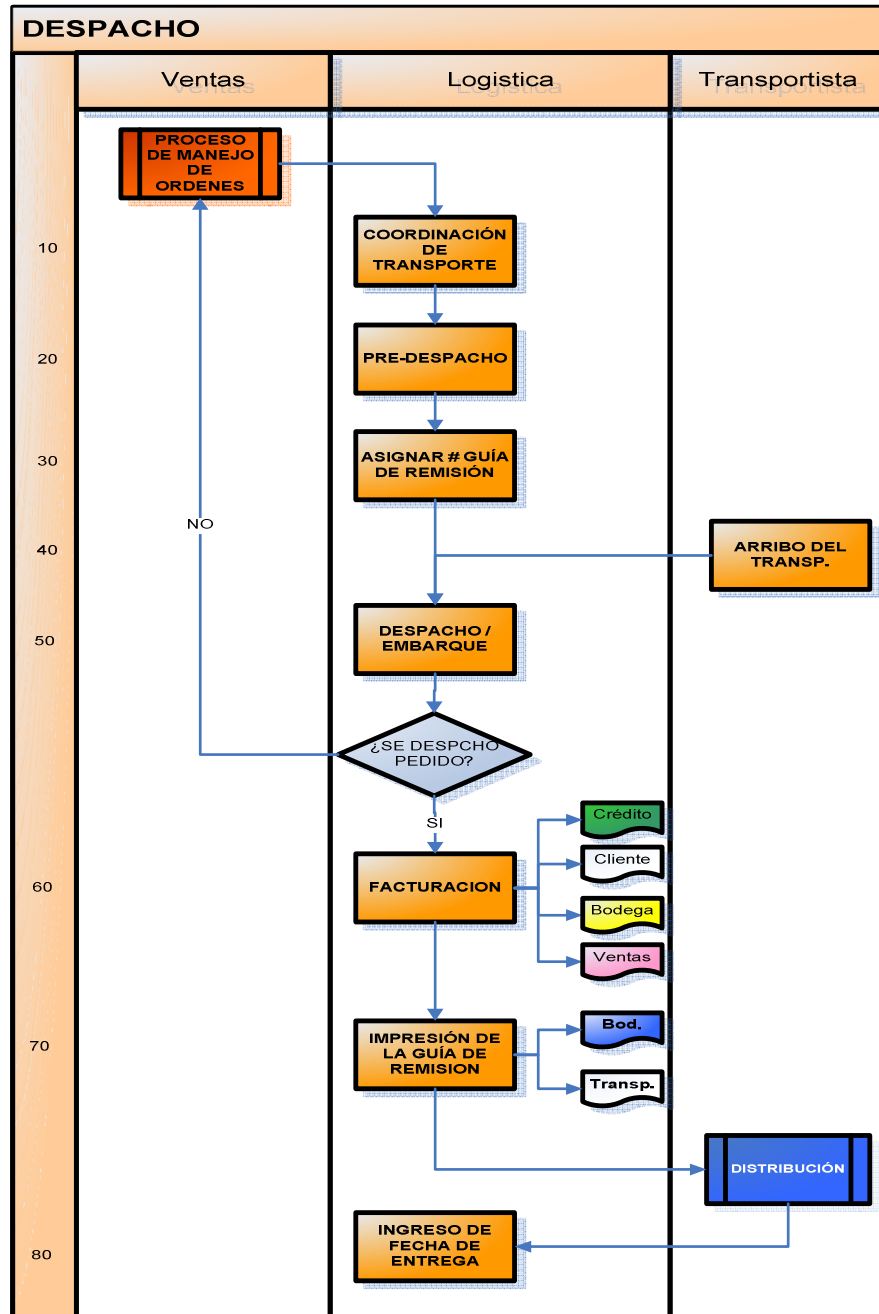 DESPACHO
Ventas
Logistica
Transportista
PROCESO
DE MANEJO
DE
ORDENES
10
COORDINACIÓN
DE
TRANSPORTE
20
PRE-DESPACHO
30
ASIGNAR # GUÍA
DE REMISIÓN
NO
40
ARRIBO DEL
TRANSP.
50
DESPACHO /
EMBARQUE
¿SE DESPCHO
PEDIDO?
SI
Crédito
Cliente
60
FACTURACION
Bodega
Ventas
70
IMPRESIÓN DE
LA GUÍA DE
REMISION
Bod.
Transp.
DISTRIBUCIÓN
80
INGRESO DE
FECHA DE
ENTREGA